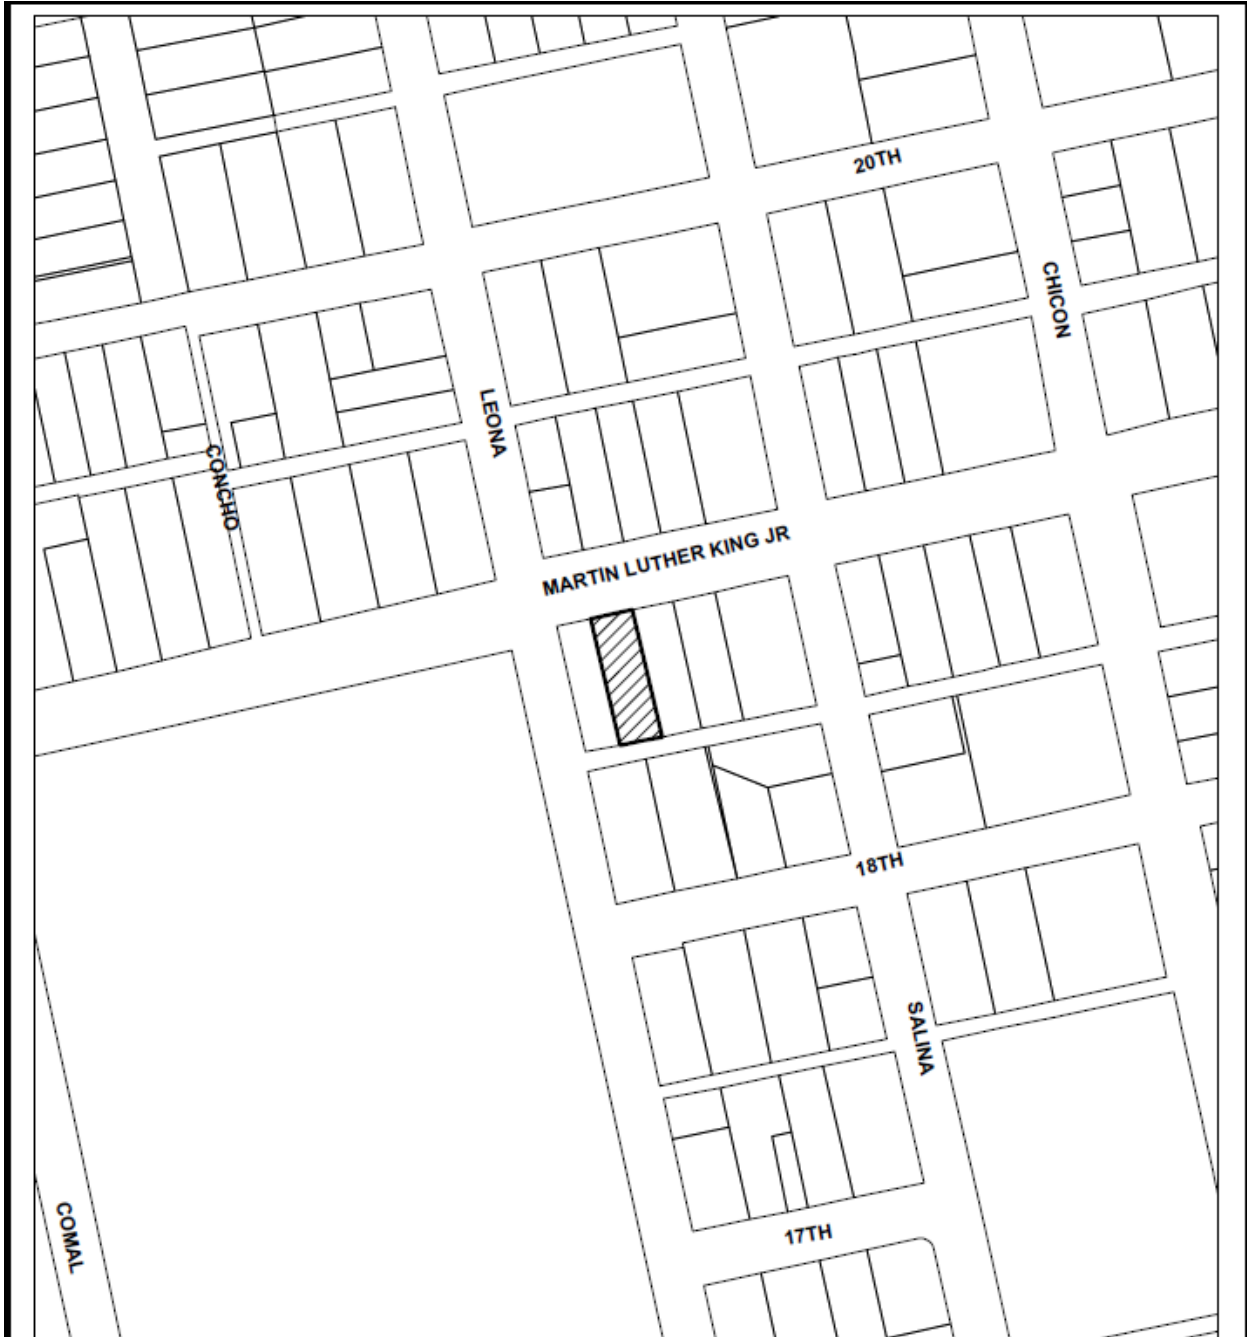 20TH
CHICON
LEONA
CONCHO
MARTIN LUTHER KING JR
18TH
SALINA
COMAL
17TH